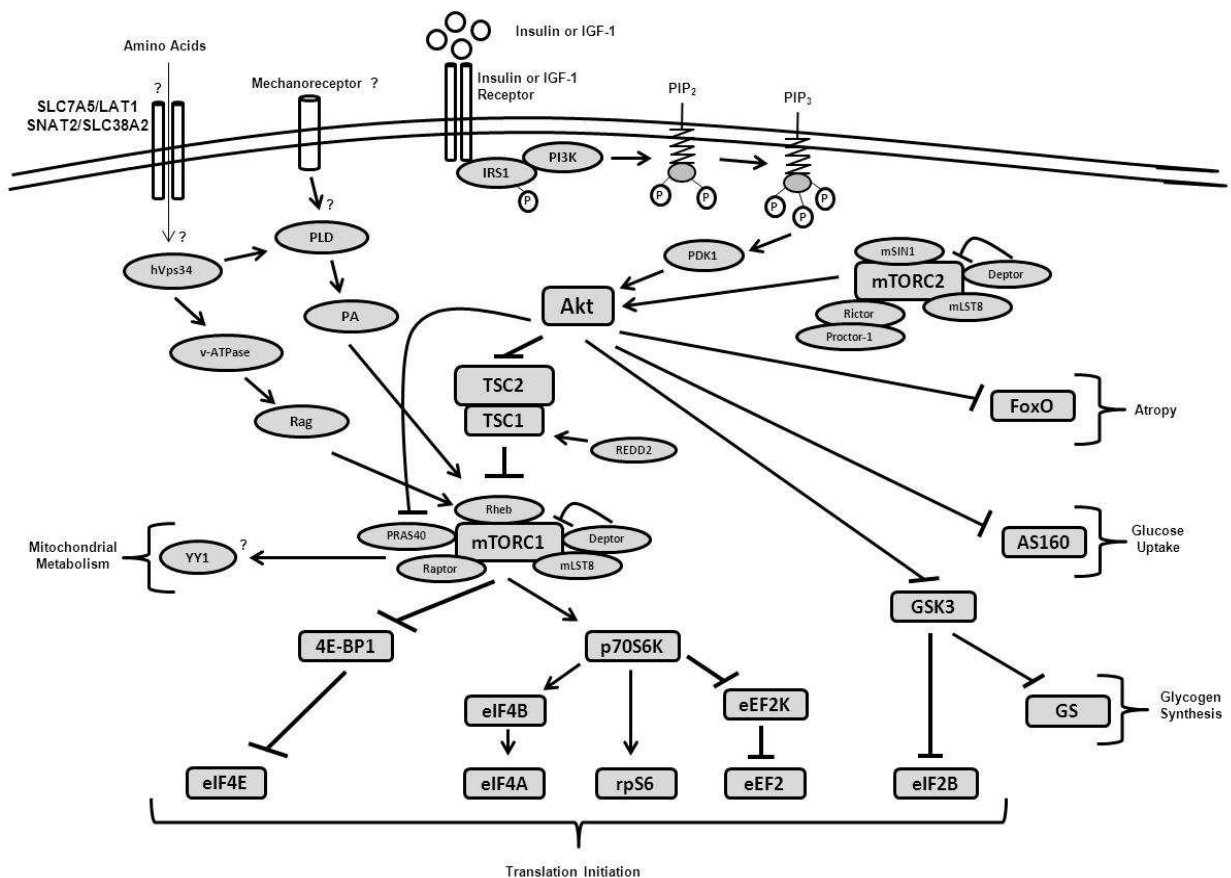 Insulin or IGF-1
Amino Acids
?
SLC7A5/LAT1
SNAT2/SLC38A2
Mechanoreceptor ?
Insulin or IGF-1
Receptor
PIP2
PIP3
PI3K
IRS1
P
P
P
P
P
P
?
?
hVps34
PLD
PDK1
mSIN1
mTORC2
Deptor
mLST8
Rictor
Proctor-1
Akt
PA
v-ATPase
Rag
TSC2
TSC1
REDD2
FoxO
Atropy
Rheb
PRAS40
mTORC1
Deptor
Raptor
mLST8
Mitochondrial
Metabolism
YY1
?
AS160
Glucose
Uptake
GSK3
4E-BP1
p70S6K
eIF4B
eEF2K
GS
Glycogen
Synthesis
eIF4E
eIF4A
rpS6
eEF2
eIF2B
Translation Initiation